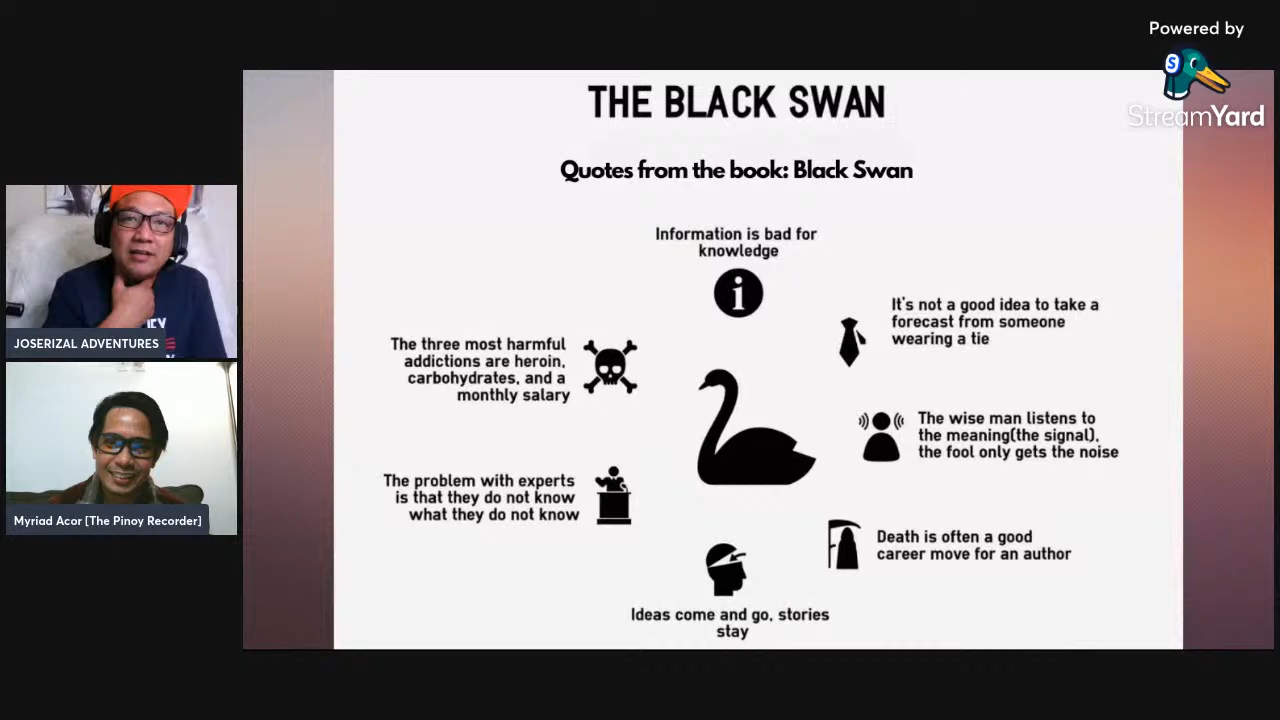 Powered by
S
StreamYard
THE BLACK SWAN
Quotes from the book: Black Swan
Information is bad for
knowledge
i
It's not a good idea to take a
forecast from someone
wearing a tie
The three most harmful
addictions are heroin,
carbohydrates, and a
monthly salary
The wise man listens to
the meaning(the signal),
the fool only gets the noise
The problem with experts
is that they do not know
what they do not know
Death is often a good
career move for an author
Ideas come and go, stories
stay
JOSERIZAL ADVENTURES
Myriad Acor [The Pinoy Recorder]